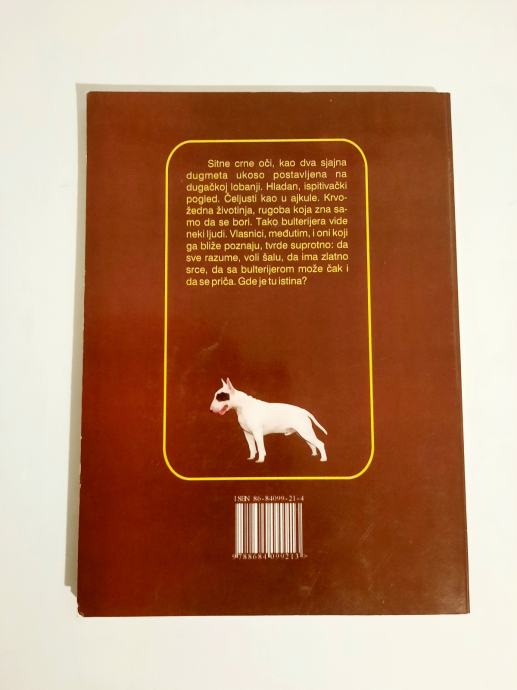 Sitne crne oči, kao dva sjajna
dugmeta ukoso postavljena na
dugačkoj lobanji. Hladan, ispitivački
pogled. Čeljusti kao u ajkule. Krvo-
žedna životinja, rugoba koja zna sa-
mo da se bori. Tako bulterijera vide
neki ljudi. Vlasnici, međutim, i oni koji
ga bliže poznaju, tvrde suprotno: da
sve razume, voli šalu, da ima zlatno
srce, da sa bulterijerom može čak i
da se priča. Gde je tu istina?
ISBN 86-84099-21-4
9788684099213